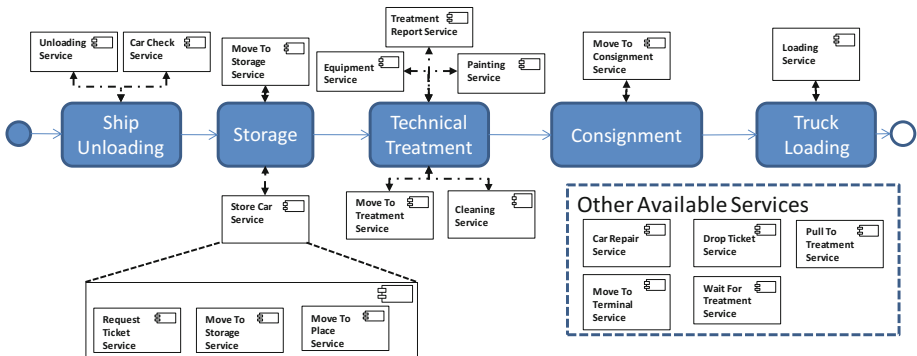 Unloading
Service
Car Check
Service
Move To
Storage
Service
Treatment
Report Service
Equipment
Service
Painting
Service
Move To
Consignment
Service
Loading
Service
Ship
Unloading
Storage
Technical
Treatment
Consignment
Truck
Loading
Store Car
Service
Move To
Treatment
Service
Cleaning
Service
Other Available Services
Car Repair
Service
Drop Ticket
Service
Pull To
Treatment
Service
Move To
Terminal
Service
Wait For
Treatment
Service
Request
Ticket
Service
Move To
Storage
Service
Move To
Place
Service